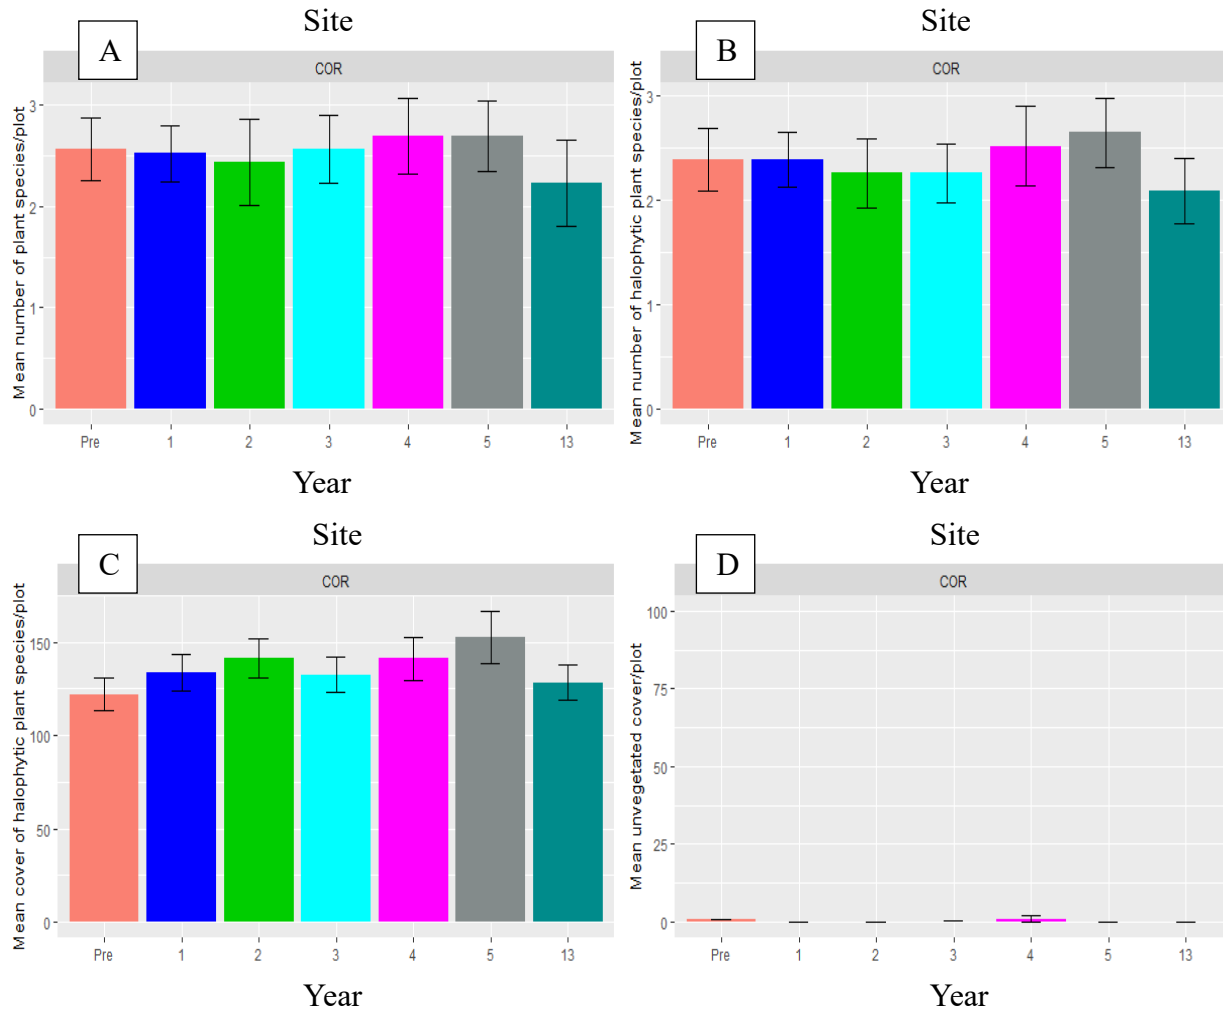 Site
A
COR
Mean number of plant species/plot
3
2
1
0
Pre 1 2 3 4 5 13
Year
Site
B
COR
Mean number of halophytic plant species/plot
3
2
1
0
Pre 1 2 3 4 5 13
Year
Site
C
COR
Mean cover of halophytic plant species/plot
150
100
50
0
Pre 1 2 3 4 5 13
Year
Site
D
COR
Mean unvegetated cover/plot
100
75
50
25
0
Pre 1 2 3 4 5 13
Year